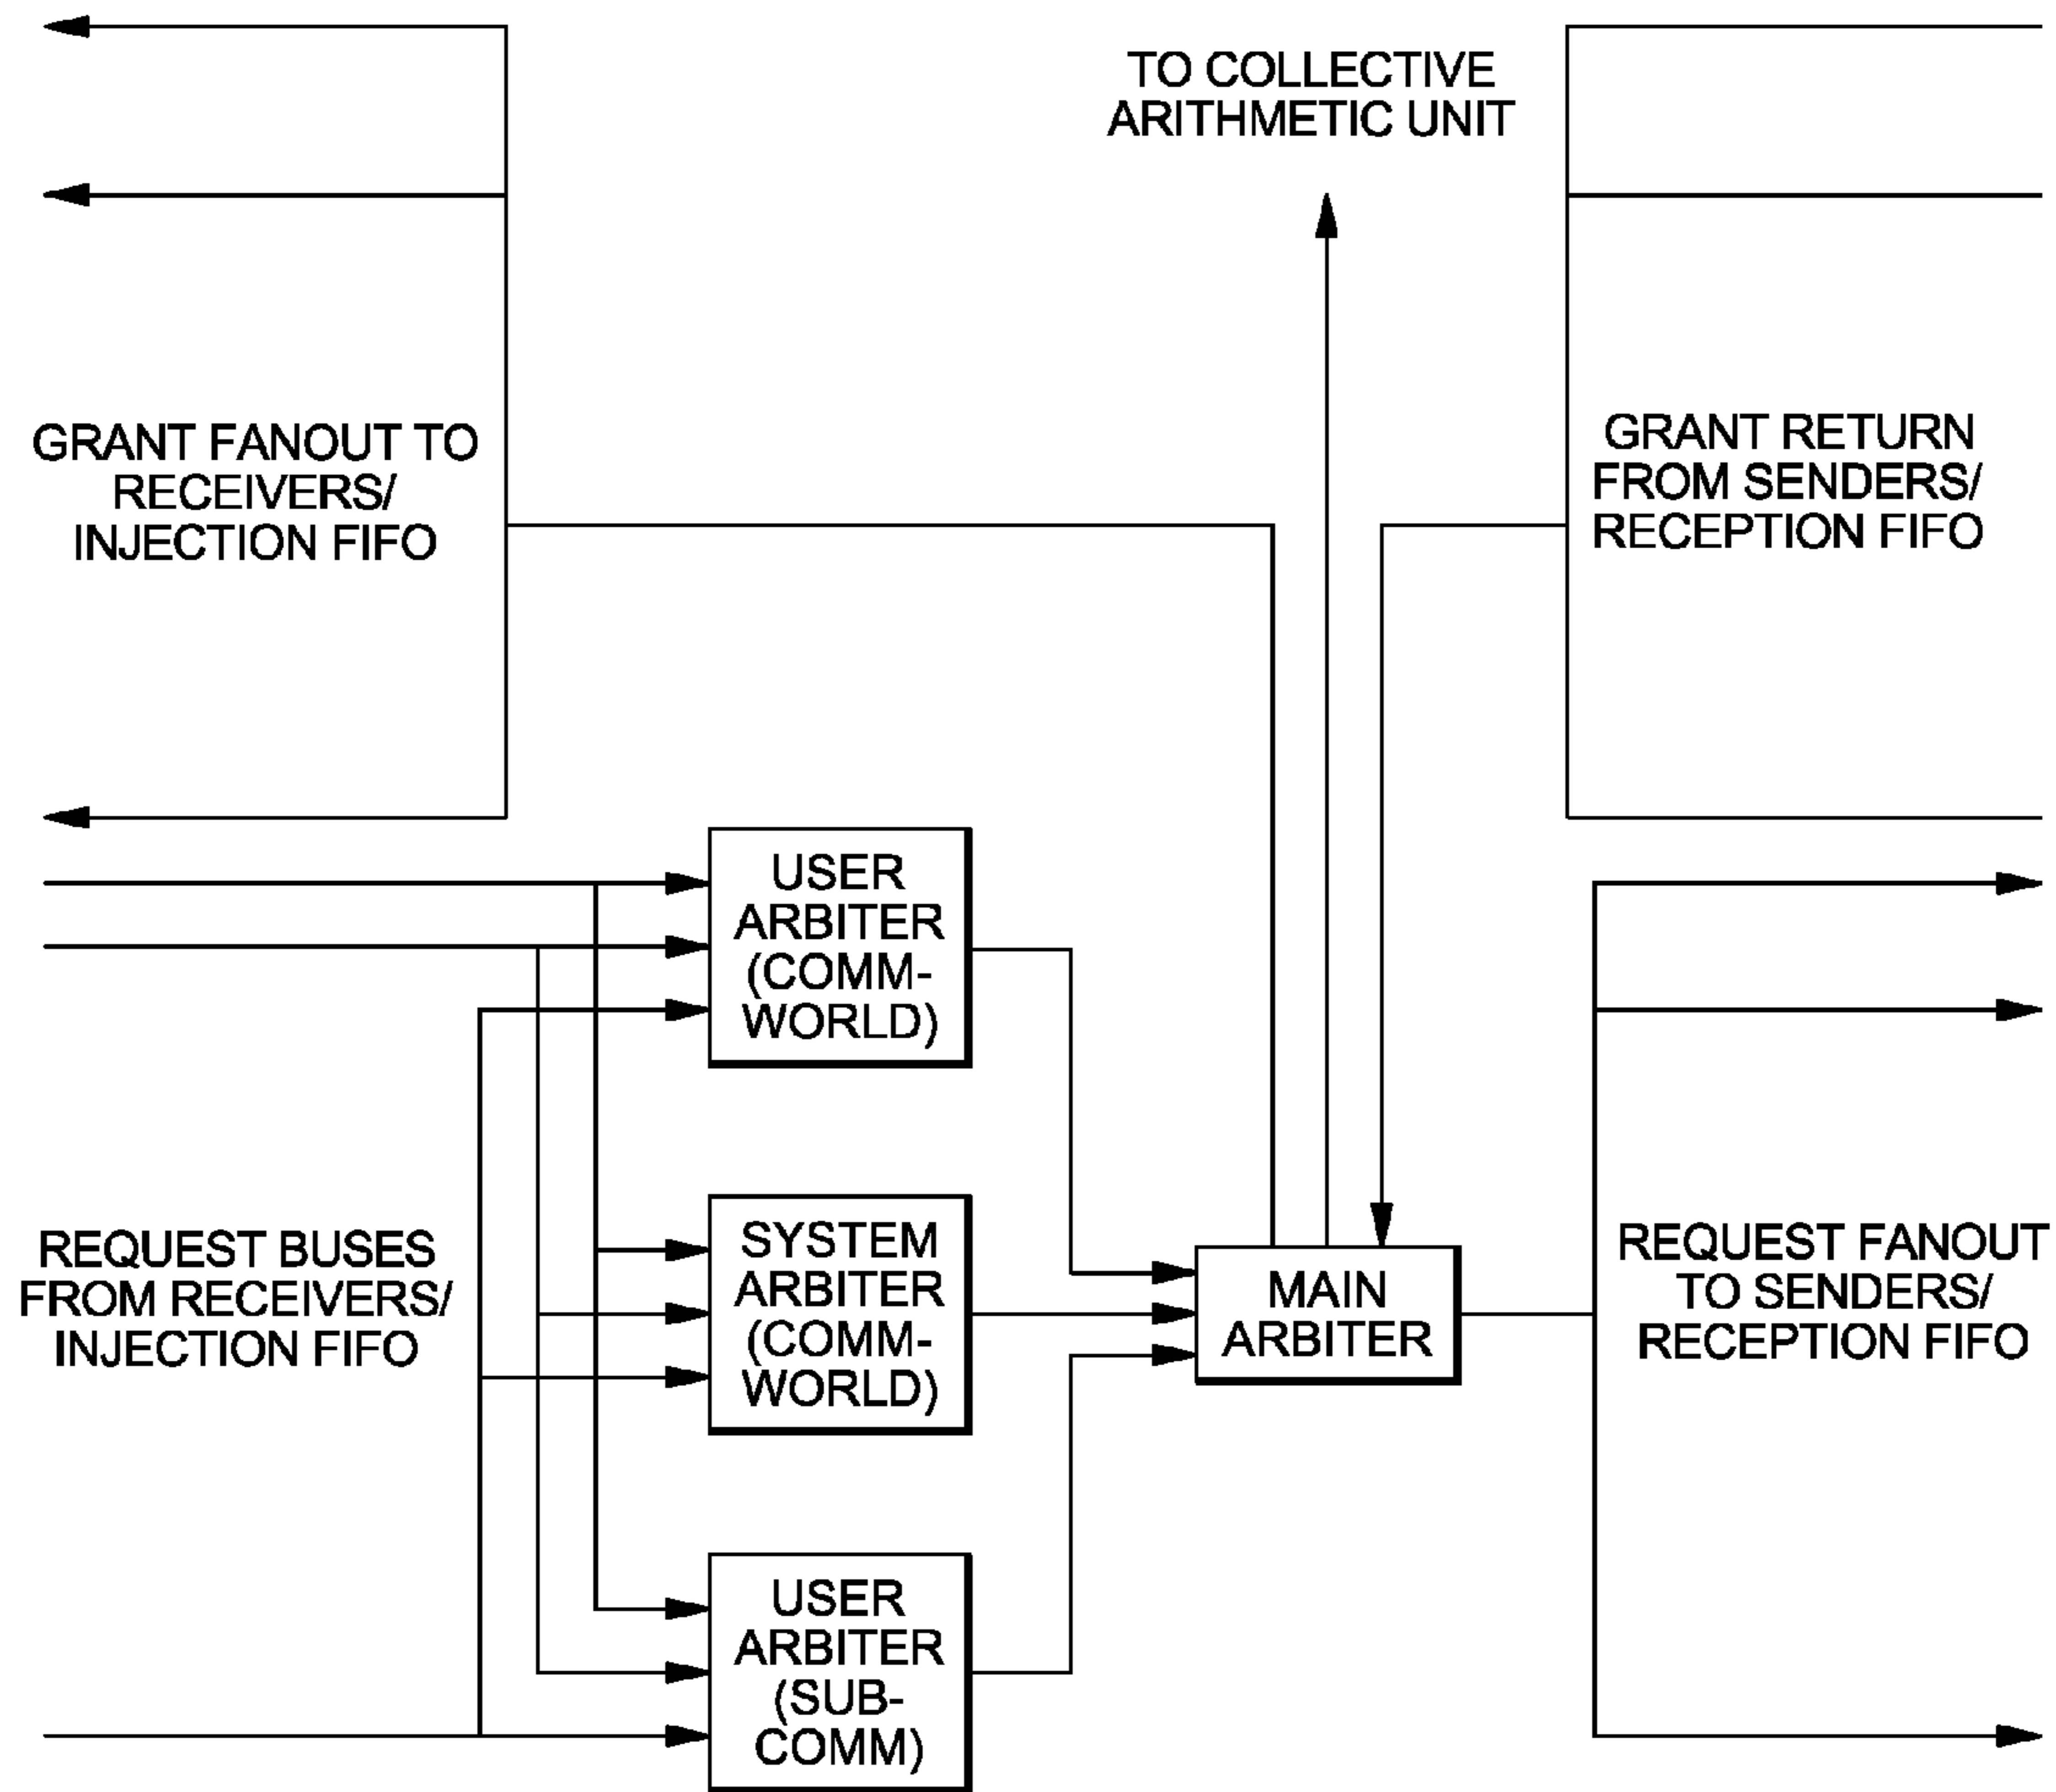 TO COLLECTIVE
ARITHMETIC UNIT
GRANT FANOUT TO
RECEIVERS/
INJECTION FIFO
GRANT RETURN
FROM SENDERS/
RECEPTION FIFO
USER
ARBITER
(COMM-
WORLD)
REQUEST BUSES
FROM RECEIVERS/
INJECTION FIFO
SYSTEM
ARBITER
(COMM-
WORLD)
MAIN
ARBITER
REQUEST FANOUT
TO SENDERS/
RECEPTION FIFO
USER
ARBITER
(SUB-
COMM)